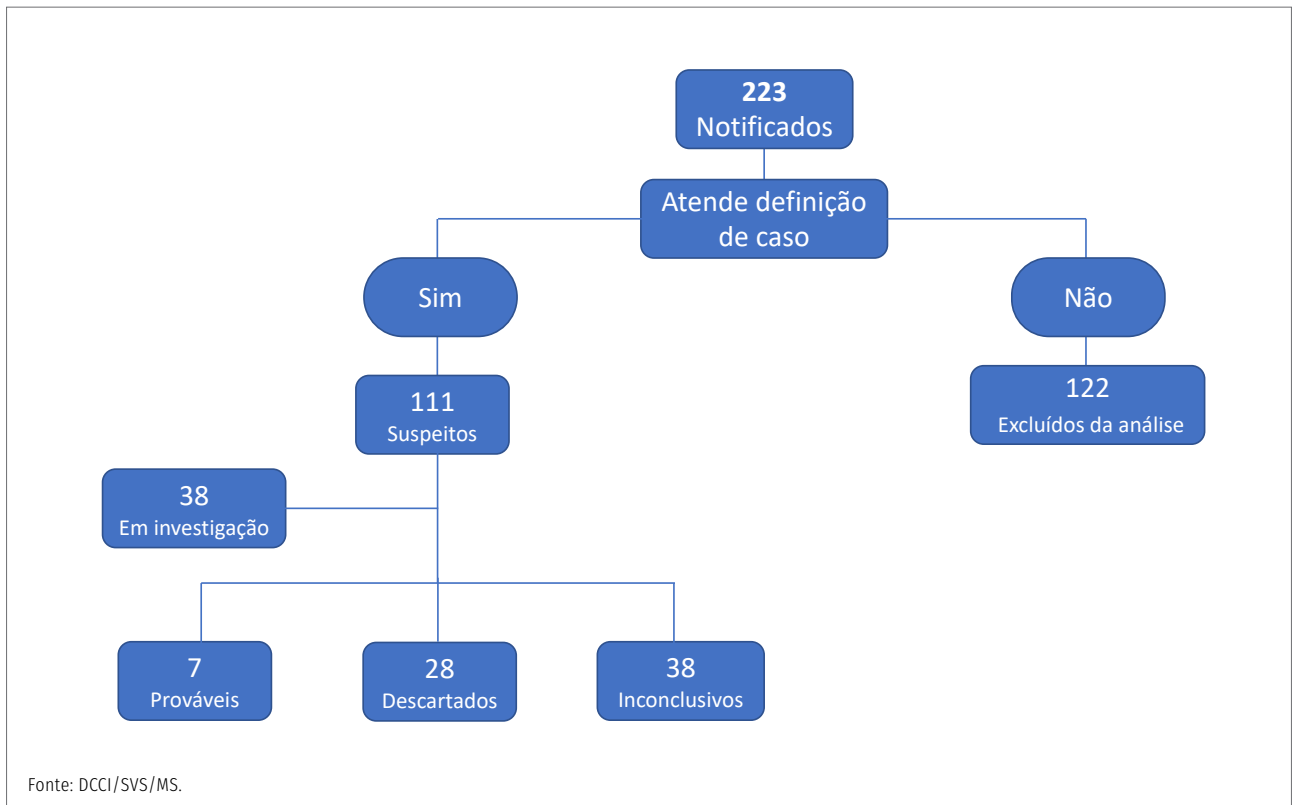 223
Notificados
Atende definição
de caso
Sim
Não
111
Suspeitos
122
Excluídos da análise
38
Em investigação
7
Prováveis
28
Descartados
38
Inconclusivos
Fonte: DCCI/SVS/MS.